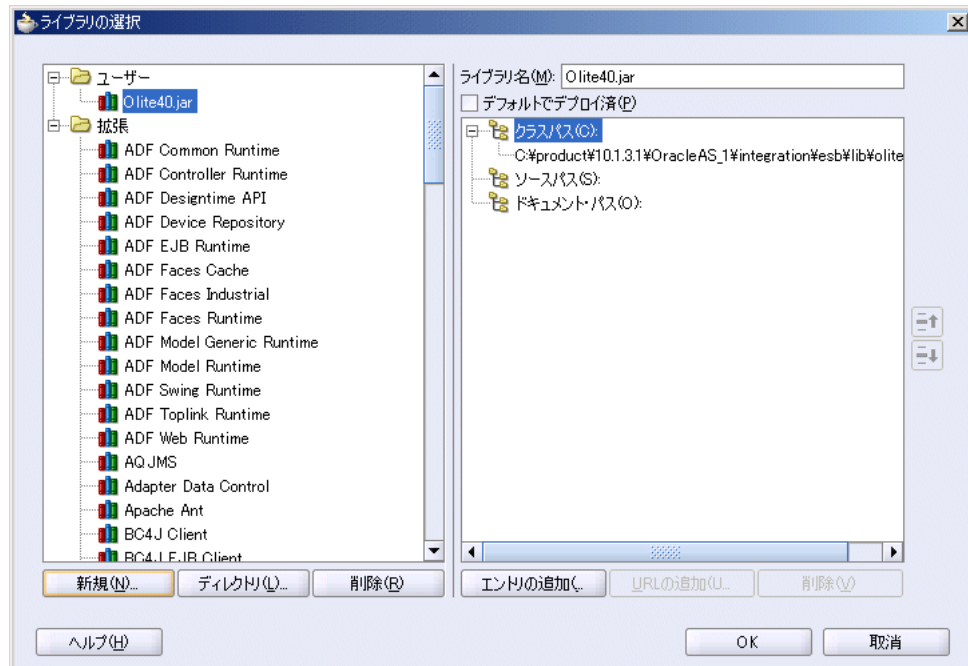 ライブラリの選択
ユーザー
Olite40.jar
拡張
ADF Common Runtime
ADF Controller Runtime
ADF Designtime API
ADF Device Repository
ADF EJB Runtime
ADF Faces Cache
ADF Faces Industrial
ADF Faces Runtime
ADF Model Generic Runtime
ADF Model Runtime
ADF Swing Runtime
ADF Toplink Runtime
ADF Web Runtime
AQJMS
Adapter Data Control
Apache Ant
BC4J Client
BC4J EJB Client
新規(N)... ディレクトリ(L)... 削除(R)
ライブラリ名(M): Olite40.jar
デフォルトでデプロイ済(P)
クラスパス(C):
C:¥product¥10.1.3.1¥OracleAS_1¥integration¥esb¥lib¥olite
ソースパス(S):
ドキュメント・パス(O):
エントリの追加(.. URLの追加(U... 削除(V)
ヘルプ(H) OK 取消